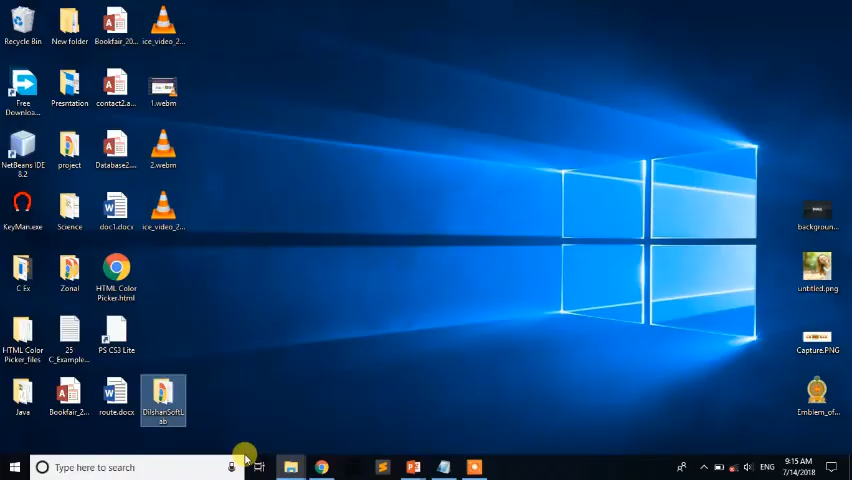 Recycle Bin
New folder
Bookfair_20...
ice_video_2...
Free
Downloa...
Presntation
contact2.a...
1.webm
NetBeans IDE
8.2
project
Database2...
2.webm
KeyMan.exe
Science
doc1.docx
ice_video_2...
C Ex
Zonal
HTML Color
Picker.html
HTML Color
Picker_files
25
C_Example...
PS CS3 Lite
Java
Bookfair_2...
route.docx
DilshanSoftL
ab
backgroun...
untitled.png
Capture.PNG
Emblem_of...
Type here to search
ENG
9:15 AM
7/14/2018